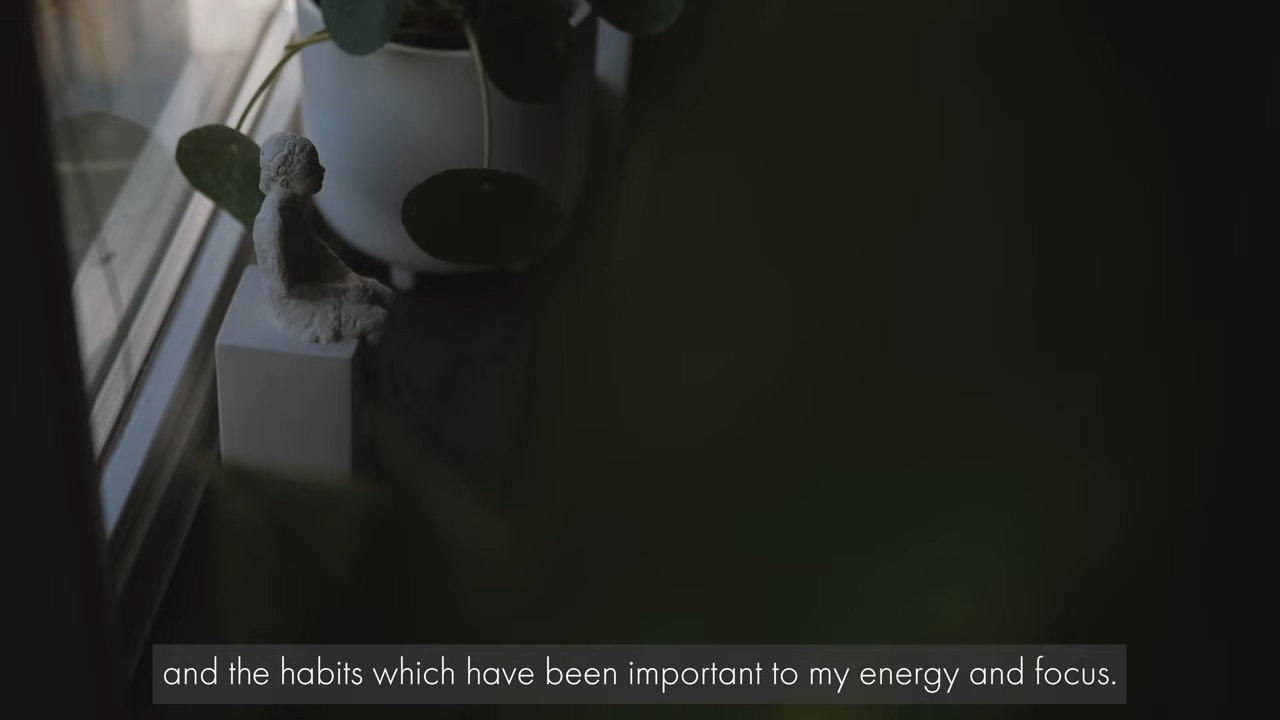 and the habits which have been important to my energy and focus.